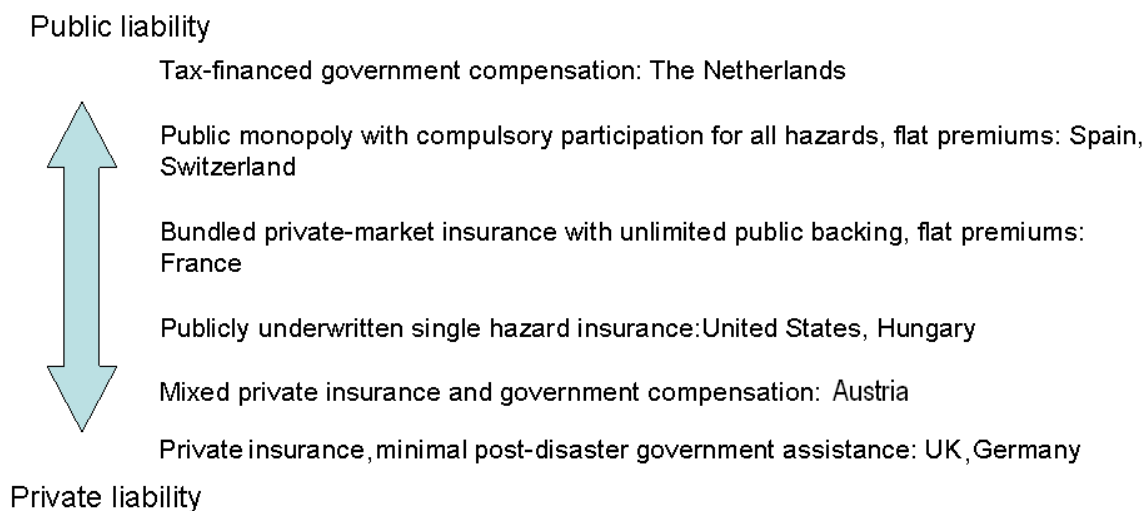 Public liability
Tax-financed government compensation: The Netherlands
Public monopoly with compulsory participation for all hazards, flat premiums: Spain,
Switzerland
Bundled private-market insurance with unlimited public backing, flat premiums:
France
Publicly underwritten single hazard insurance:United States, Hungary
Mixed private insurance and government compensation: Austria
Private insurance,minimal post-disaster government assistance: UK,Germany
Private liability